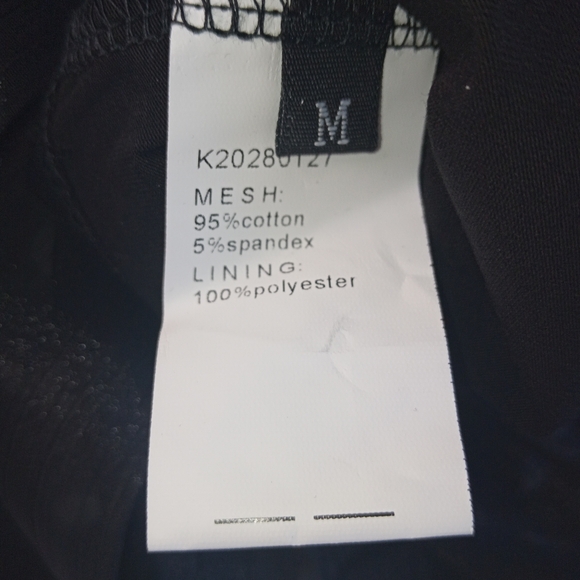 M
K20280127
MESH:
95%cotton
5%spandex
LINING:
100%polyester